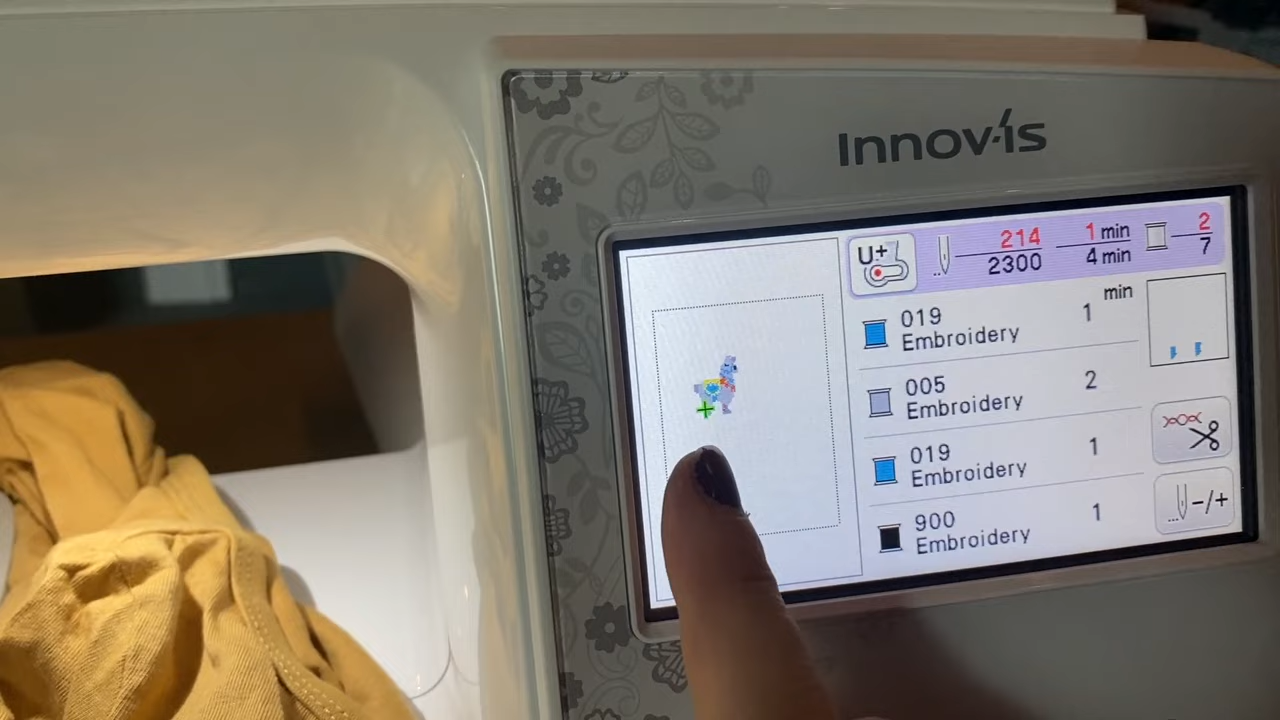 Innov-ís
U+
214
2300
1 min
4 min
2
7
min
019
Embroidery
1
005
Embroidery
2
019
Embroidery
1
900
Embroidery
1
-/+